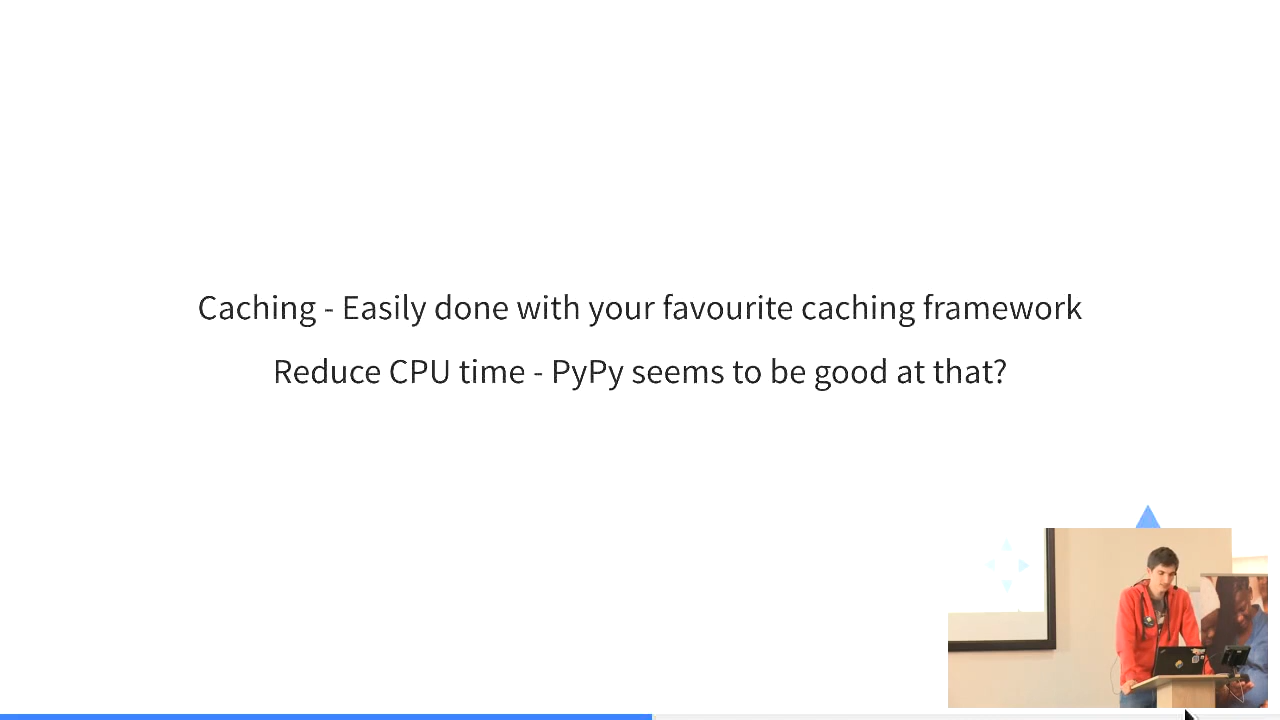 Caching - Easily done with your favourite caching framework
Reduce CPU time - PyPy seems to be good at that?